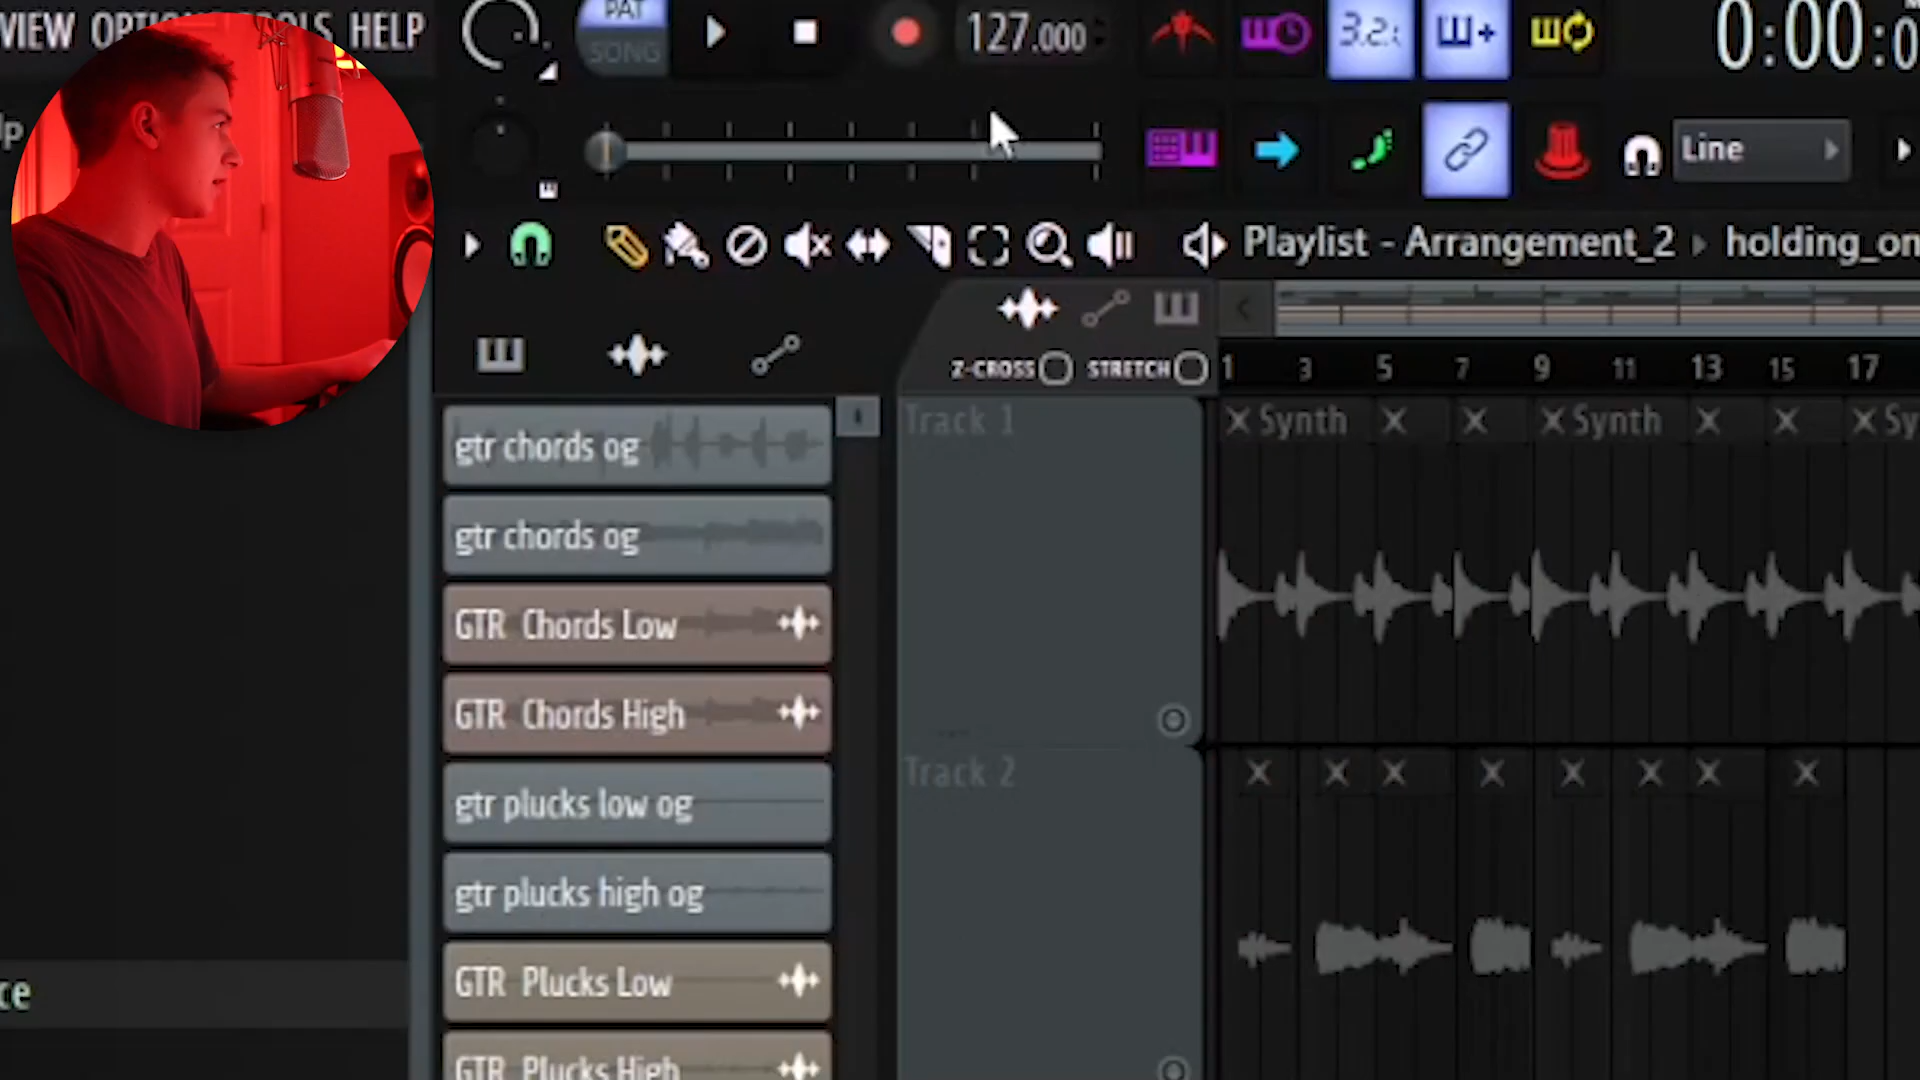 VIEW OPTIONS TOOLS HELP
PAT
SONG
127.000
3.2.
0:00:0
Line
Playlist - Arrangement_2 holding_on
Z-CROSS STRETCH
1 3 5 7 9 11 13 15 17
gtr chords og
gtr chords og
GTR Chords Low
GTR Chords High
gtr plucks low og
gtr plucks high og
GTR Plucks Low
GTR Plucks High
ce
Track 1
Synth Synth Sy
Track 2